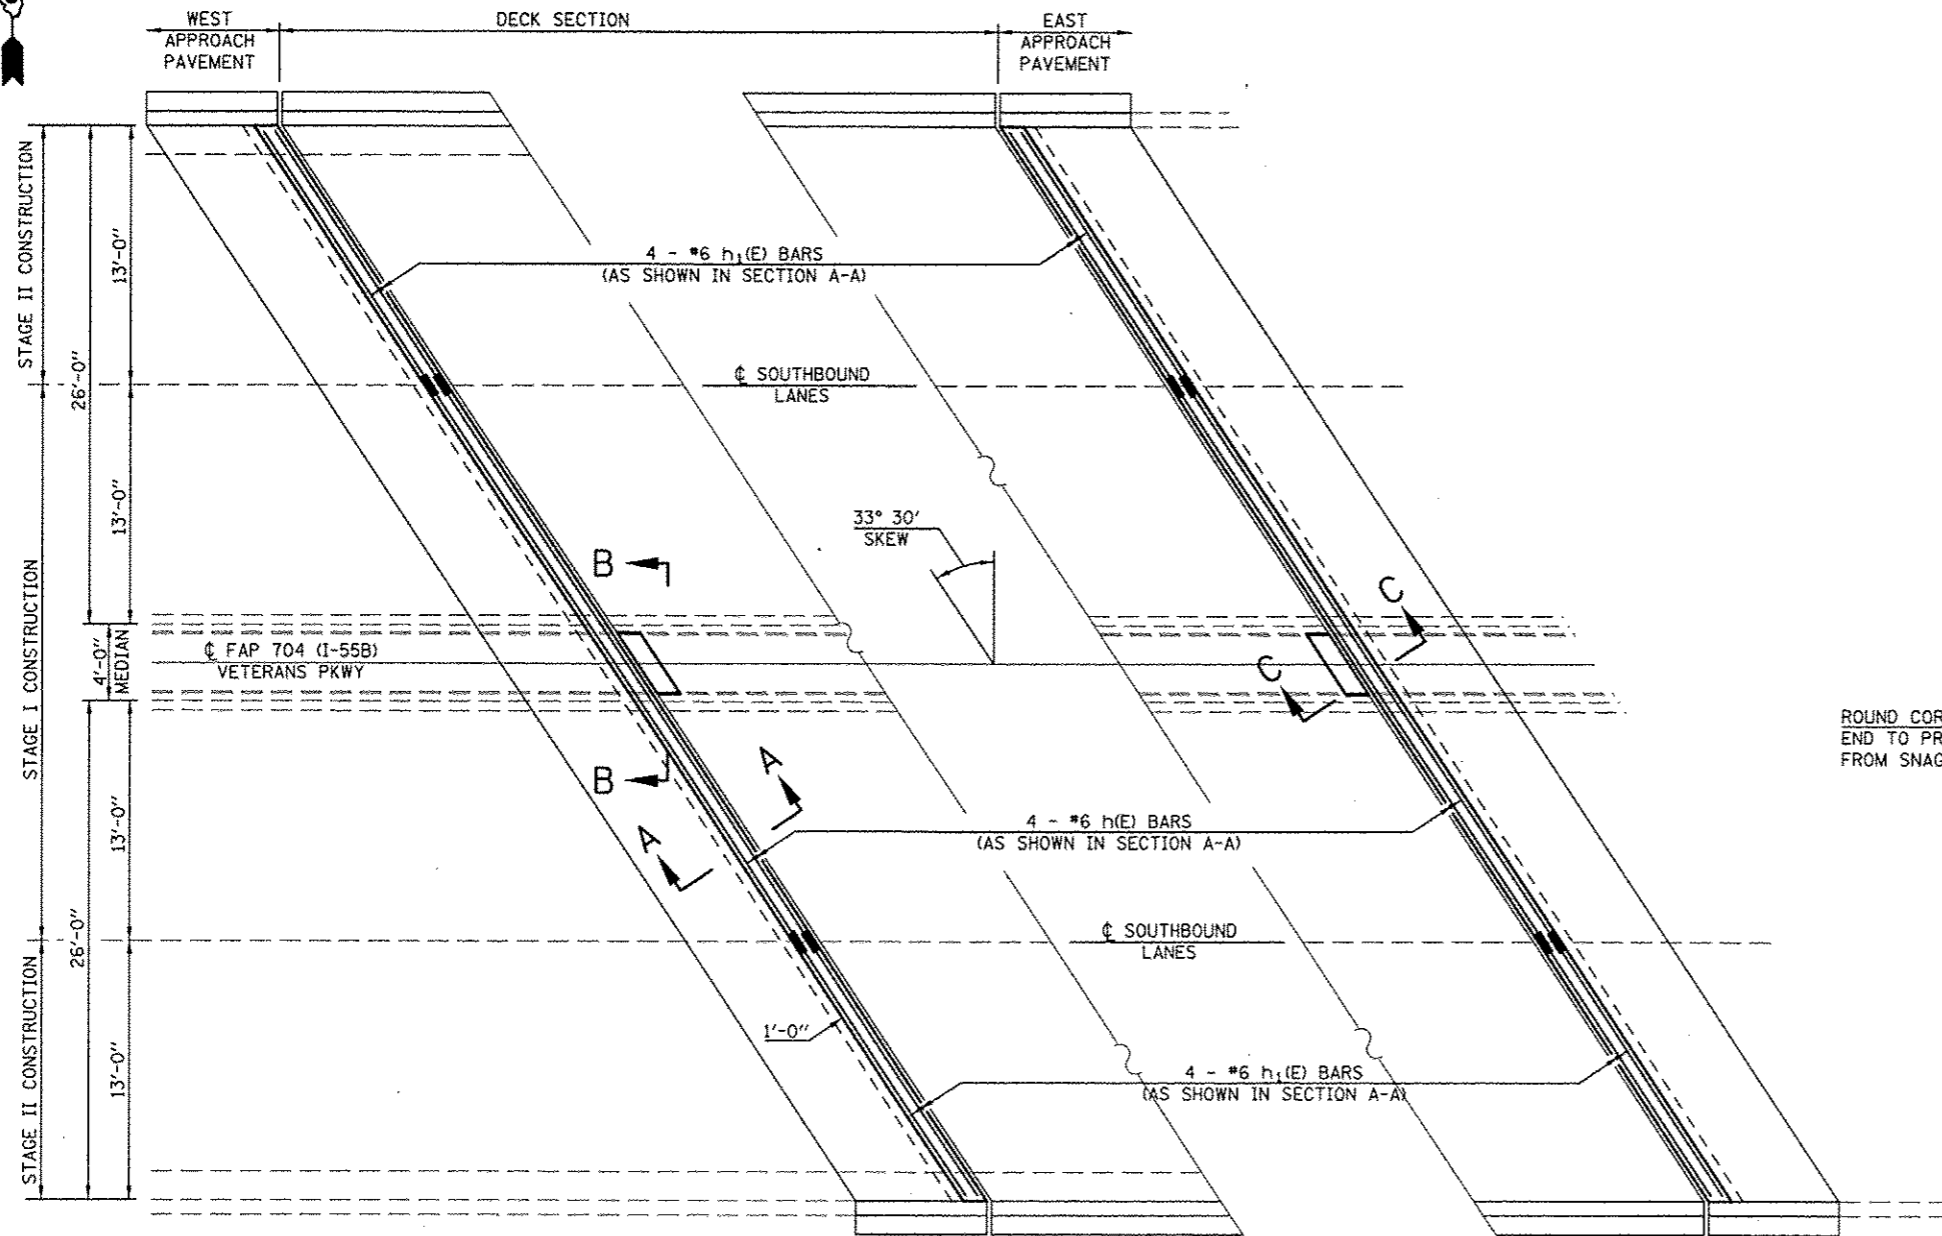 WEST
APPROACH
PAVEMENT
DECK SECTION
EAST
APPROACH
PAVEMENT
STAGE II CONSTRUCTION
26'-0"
13'-0"
4 - #6 h1(E) BARS
(AS SHOWN IN SECTION A-A)
℄ SOUTHBOUND
LANES
STAGE I CONSTRUCTION
13'-0"
33° 30'
SKEW
B
C
4'-0"
MEDIAN
℄ FAP 704 (I-55B)
VETERANS PKWY
C
B
A
A
ROUND COR
END TO PR
FROM SNAG
13'-0"
4 - #6 h(E) BARS
(AS SHOWN IN SECTION A-A)
℄ SOUTHBOUND
LANES
26'-0"
STAGE II CONSTRUCTION
13'-0"
1'-0"
4 - #6 h1(E) BARS
(AS SHOWN IN SECTION A-A)